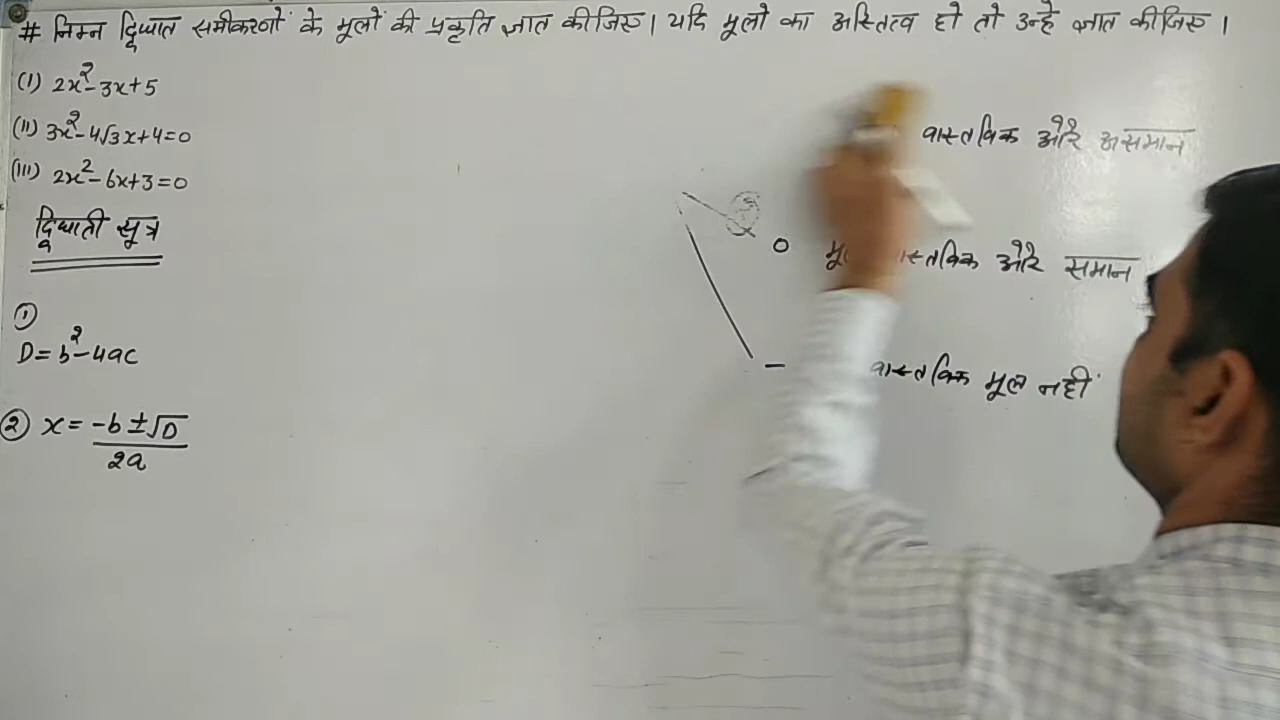 # निम्न द्विघात समीकरणों के मूलों की प्रकृति ज्ञात कीजिए। यदि मूलो का अस्तित्व हो तो उन्हे ज्ञात कीजिए।
(I) 2x²-3x+5
(II) 3x²-4√3x+4=0
(III) 2x²-6x+3=0
द्विघाती सूत्र
① D=b²-4ac
② x = (-b±√D)/2a
वास्तविक और असमान
0 वास्तविक और समान
- वास्तविक मूल नहीं